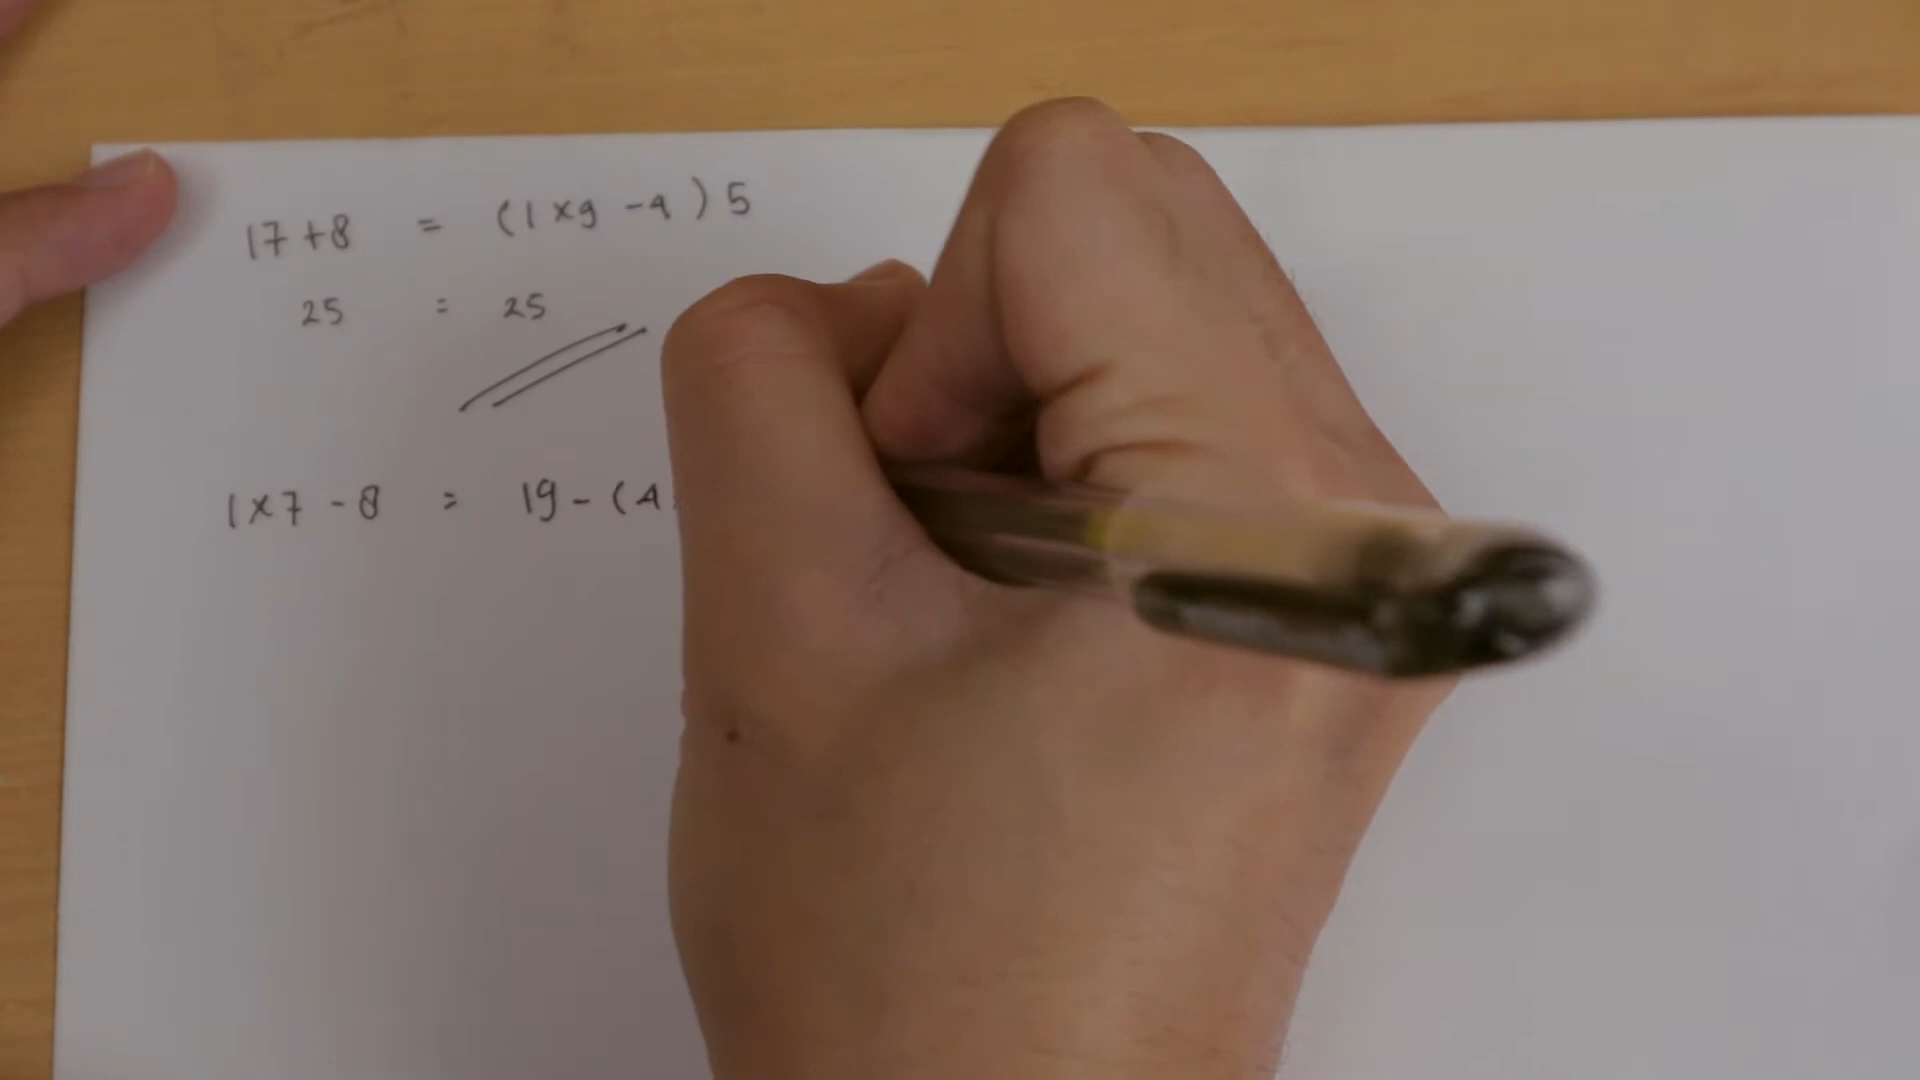 17+8 = (1×9-4)5
25 = 25
1×7-8 = 19-(4